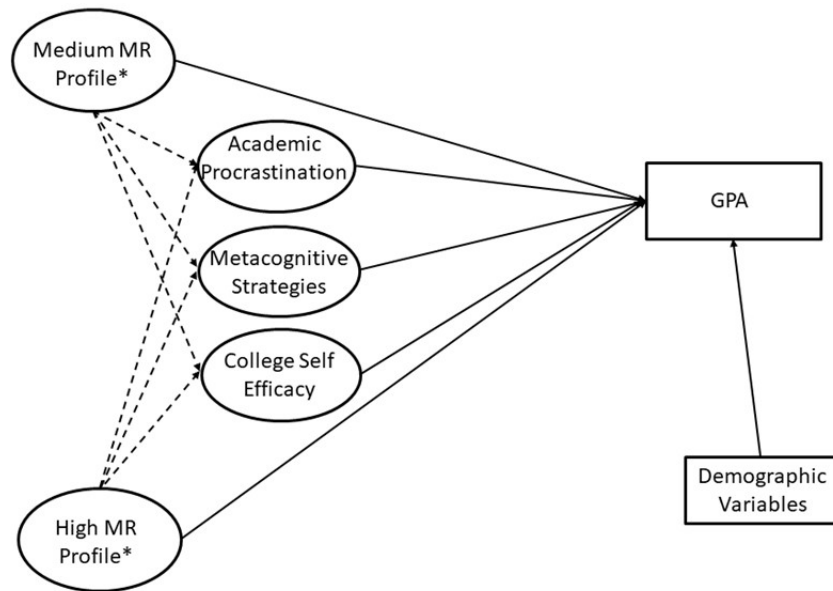 Medium MR
Profile*
Academic
Procrastination
GPA
Metacognitive
Strategies
College Self
Efficacy
Demographic
Variables
High MR
Profile*